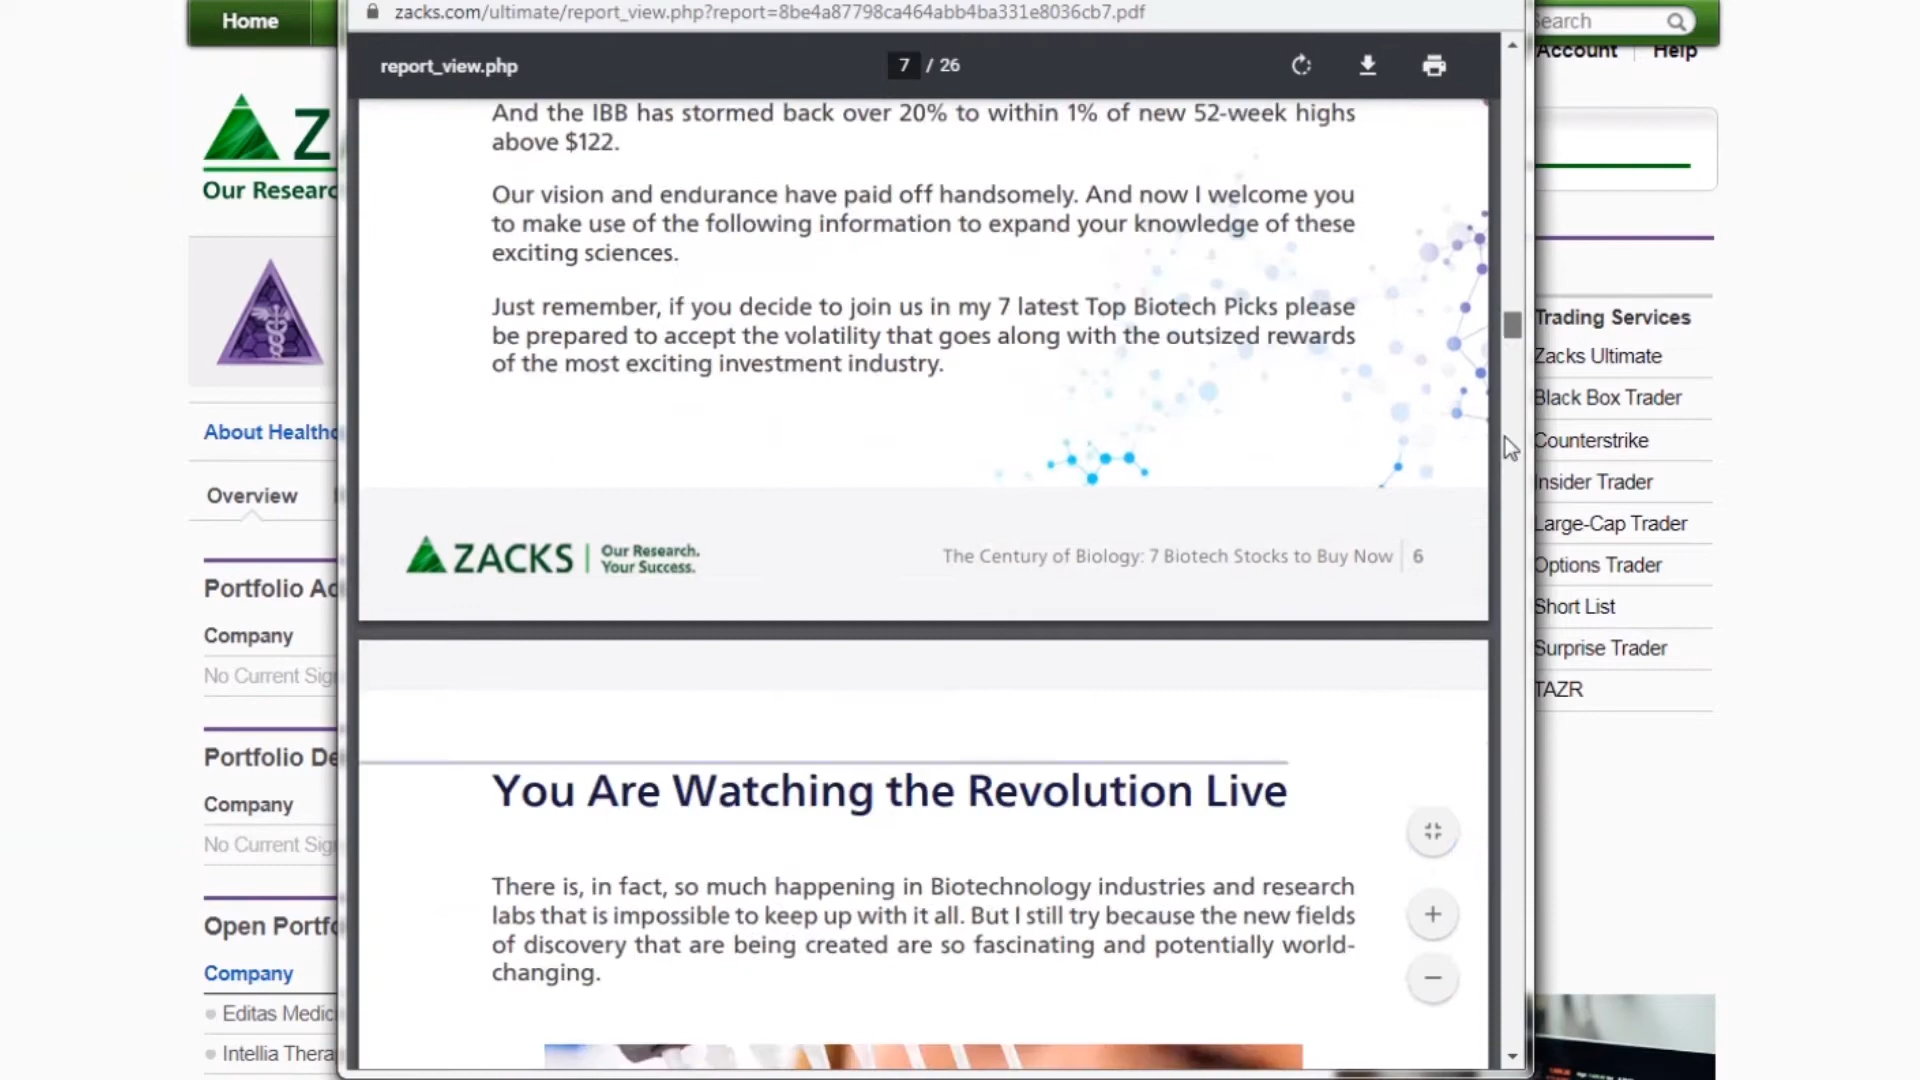 Home
zacks.com/ultimate/report_view.php?report=8be4a87798ca464abb4ba331e8036cb7.pdf
Search
Account
Help
report_view.php
7 / 26
Z
Our Researc
About Healthc
Overview
Portfolio Ad
Company
No Current Sig
Portfolio De
Company
No Current Sig
Open Portfo
Company
Editas Medic
Intellia Thera
And the IBB has stormed back over 20% to within 1% of new 52-week highs
above $122.
Our vision and endurance have paid off handsomely. And now I welcome you
to make use of the following information to expand your knowledge of these
exciting sciences.
Just remember, if you decide to join us in my 7 latest Top Biotech Picks please
be prepared to accept the volatility that goes along with the outsized rewards
of the most exciting investment industry.
ZACKS
Our Research.
Your Success.
The Century of Biology: 7 Biotech Stocks to Buy Now 6
You Are Watching the Revolution Live
There is, in fact, so much happening in Biotechnology industries and research
labs that is impossible to keep up with it all. But I still try because the new fields
of discovery that are being created are so fascinating and potentially world-
changing.
Trading Services
Zacks Ultimate
Black Box Trader
Counterstrike
Insider Trader
Large-Cap Trader
Options Trader
Short List
Surprise Trader
TAZR